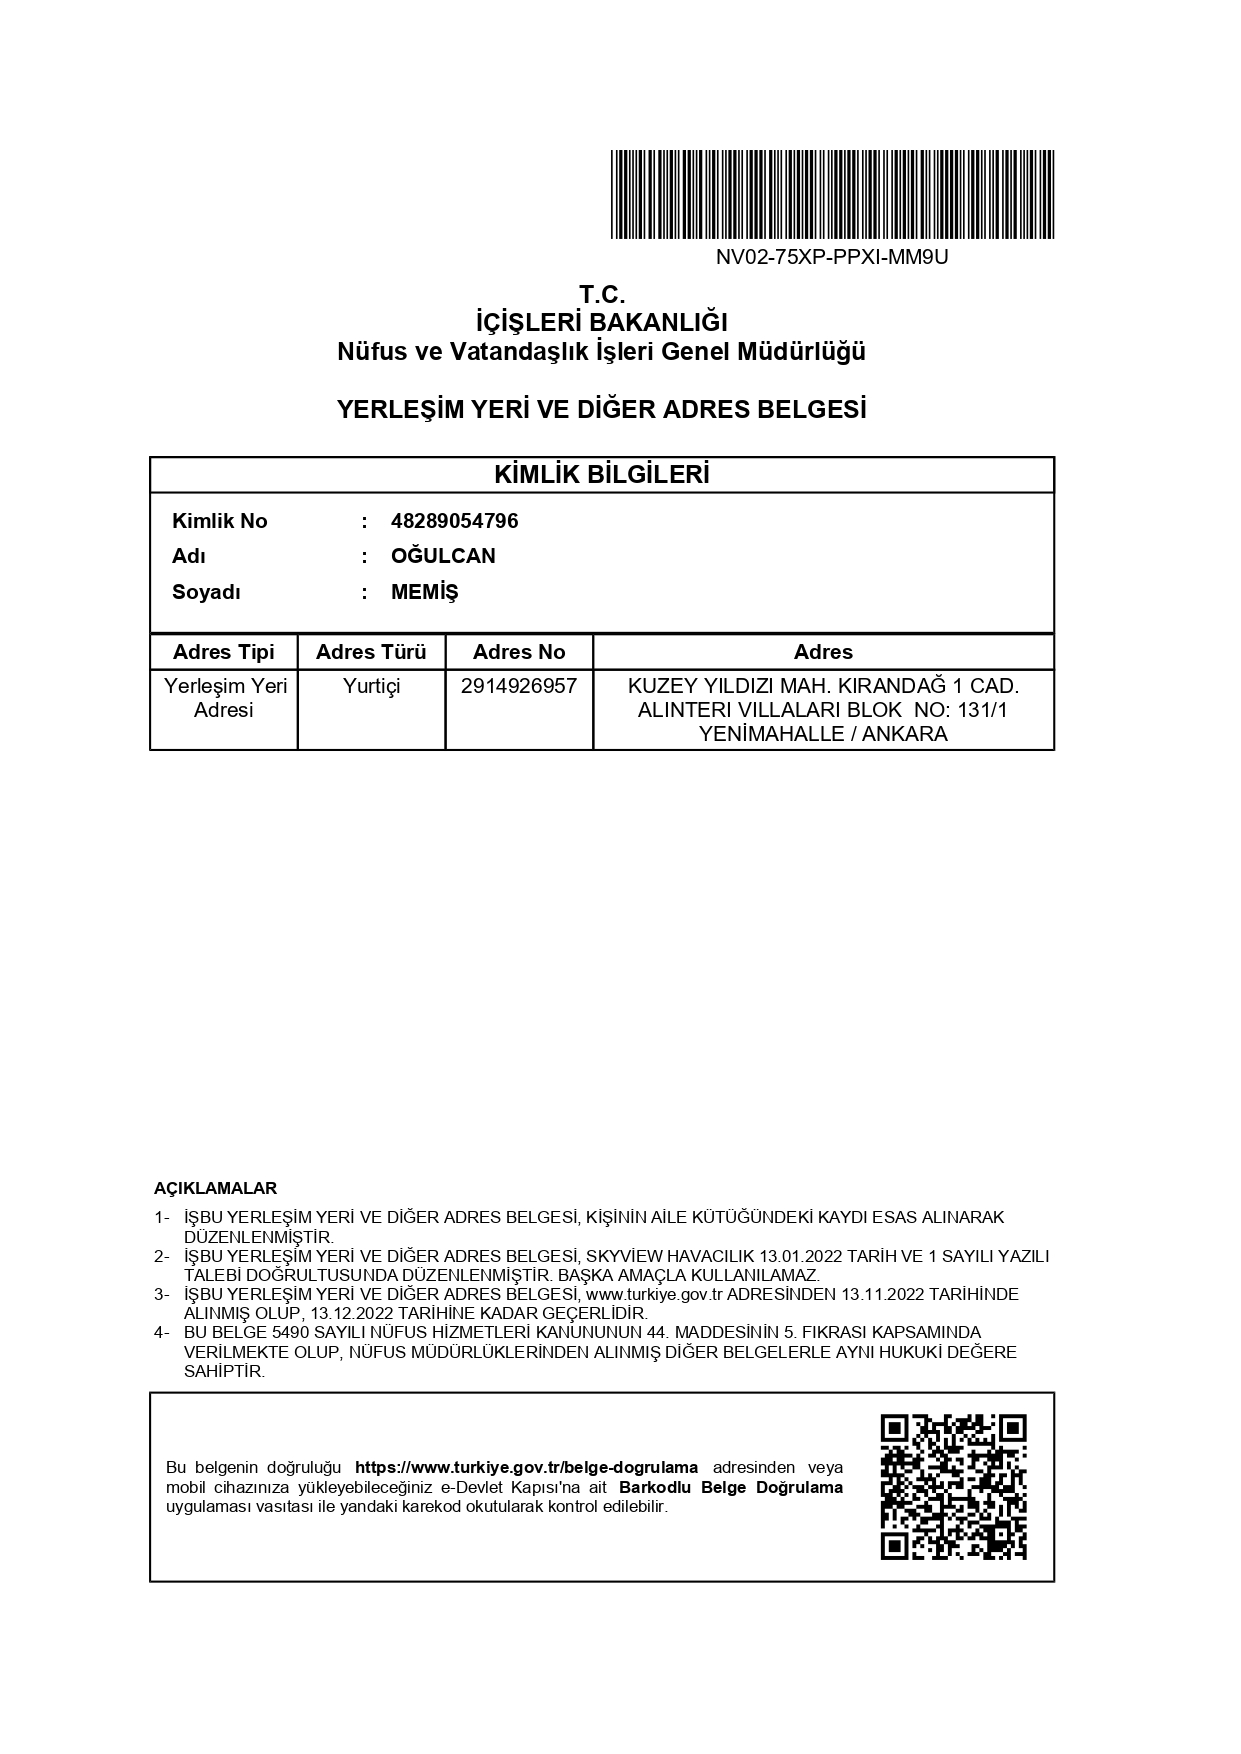 NV02-75XP-PPXI-MM9U
T.C.
İÇİŞLERİ BAKANLIĞI
Nüfus ve Vatandaşlık İşleri Genel Müdürlüğü
YERLEŞİM YERİ VE DİĞER ADRES BELGESİ
KİMLİK BİLGİLERİ
Kimlik No : 48289054796
Adı : OĞULCAN
Soyadı : MEMİŞ
Adres Tipi Adres Türü Adres No Adres
Yerleşim Yeri Yurtiçi 2914926957 KUZEY YILDIZI MAH. KIRANDAĞ 1 CAD.
Adresi ALINTERI VILLALARI BLOK  NO: 131/1
YENİMAHALLE / ANKARA
AÇIKLAMALAR
1- İŞBU YERLEŞİM YERİ VE DİĞER ADRES BELGESİ, KİŞİNİN AİLE KÜTÜĞÜNDEKİ KAYDI ESAS ALINARAK
DÜZENLENMİŞTİR.
2- İŞBU YERLEŞİM YERİ VE DİĞER ADRES BELGESİ, SKYVİEW HAVACILIK 13.01.2022 TARİH VE 1 SAYILI YAZILI
TALEBİ DOĞRULTUSUNDA DÜZENLENMİŞTİR. BAŞKA AMAÇLA KULLANILAMAZ.
3- İŞBU YERLEŞİM YERİ VE DİĞER ADRES BELGESİ, www.turkiye.gov.tr ADRESİNDEN 13.11.2022 TARİHİNDE
ALINMIŞ OLUP, 13.12.2022 TARİHİNE KADAR GEÇERLİDİR.
4- BU BELGE 5490 SAYILI NÜFUS HİZMETLERİ KANUNUNUN 44. MADDESİNİN 5. FIKRASI KAPSAMINDA
VERİLMEKTE OLUP, NÜFUS MÜDÜRLÜKLERİNDEN ALINMIŞ DİĞER BELGELERLE AYNI HUKUKİ DEĞERE
SAHİPTİR.
Bu belgenin doğruluğu https://www.turkiye.gov.tr/belge-dogrulama adresinden veya
mobil cihazınıza yükleyebileceğiniz e-Devlet Kapısı'na ait Barkodlu Belge Doğrulama
uygulaması vasıtası ile yandaki karekod okutularak kontrol edilebilir.